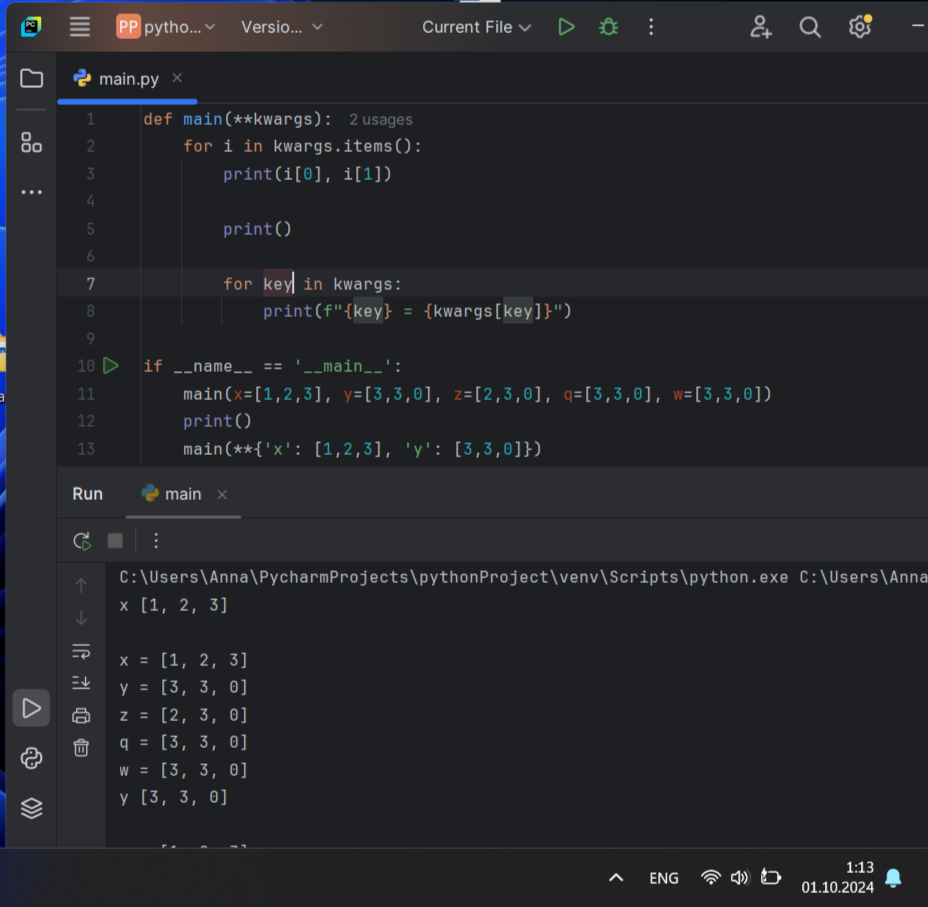 PP pytho... Versio... Current File
main.py
1 def main(**kwargs): 2 usages
2 for i in kwargs.items():
3 print(i[0], i[1])
4
5 print()
6
7 for key in kwargs:
8 print(f"{key} = {kwargs[key]}")
9
10 if __name__ == '__main__':
11 main(x=[1,2,3], y=[3,3,0], z=[2,3,0], q=[3,3,0], w=[3,3,0])
12 print()
13 main(**{'x': [1,2,3], 'y': [3,3,0]})
Run main
C:\Users\Anna\PycharmProjects\pythonProject\venv\Scripts\python.exe C:\Users\Anna
x [1, 2, 3]
x = [1, 2, 3]
y = [3, 3, 0]
z = [2, 3, 0]
q = [3, 3, 0]
w = [3, 3, 0]
y [3, 3, 0]
ENG
1:13
01.10.2024